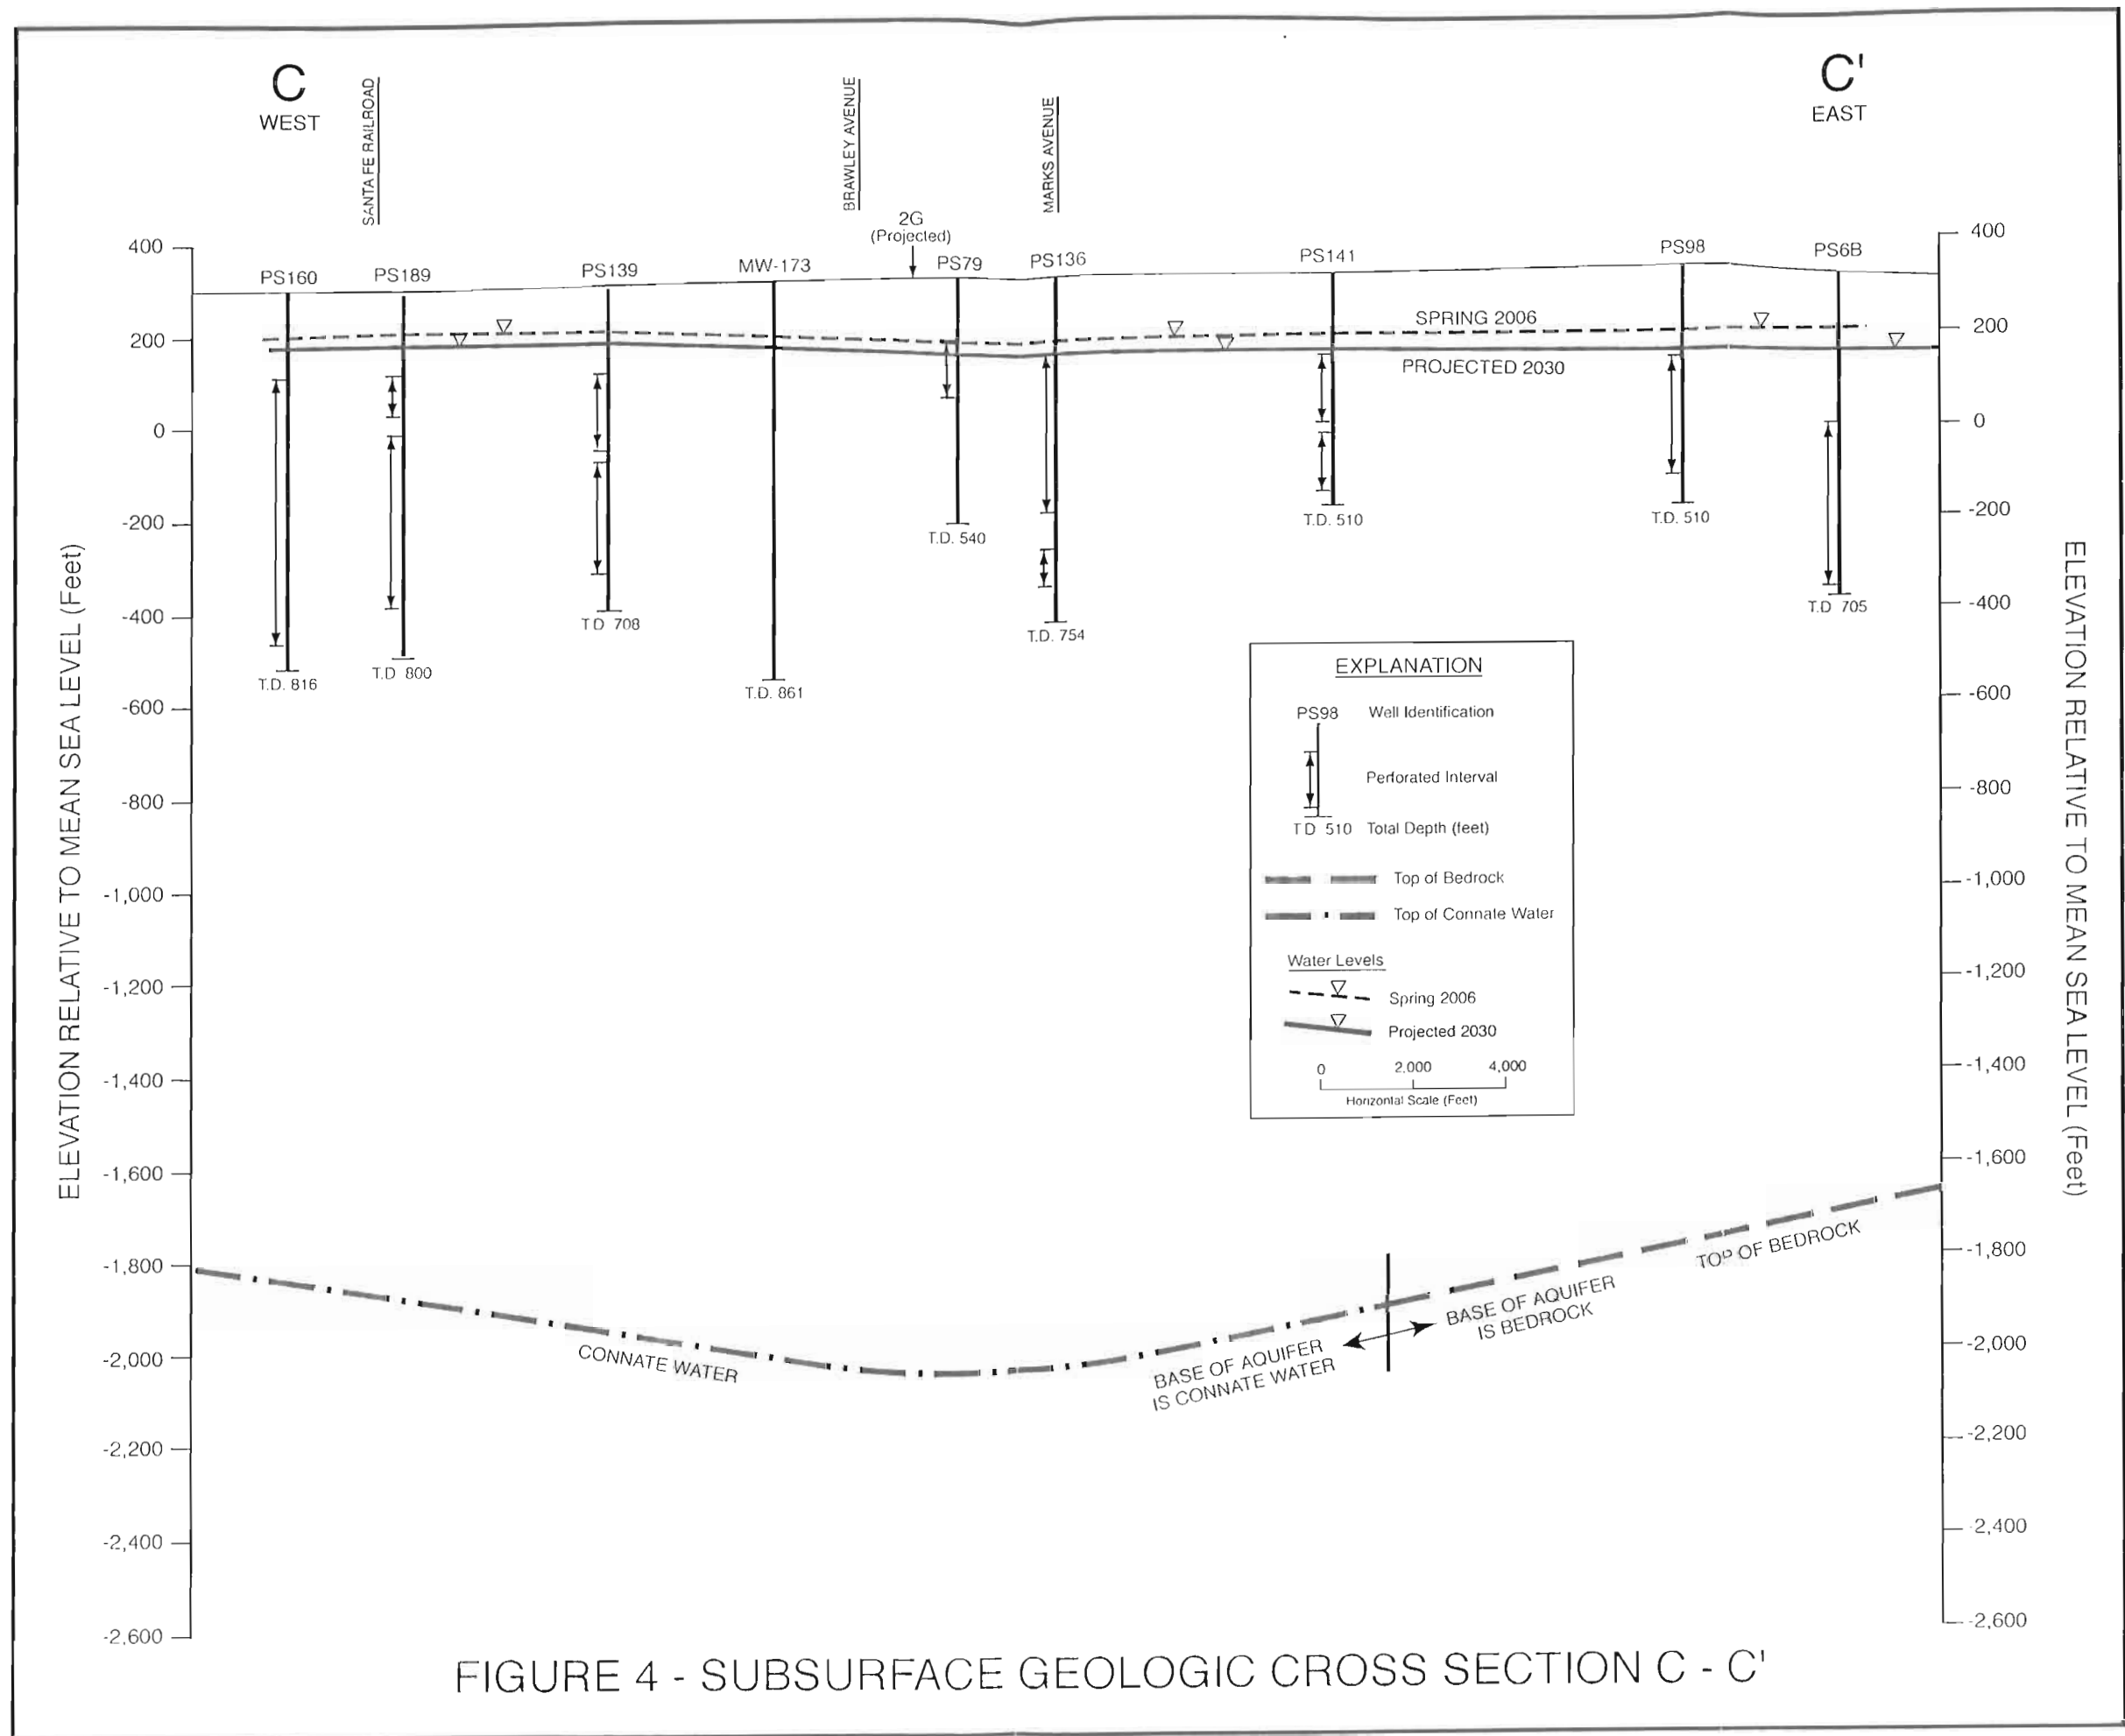 C
WEST
SANTA FE RAILROAD
BRAWLEY AVENUE
MARKS AVENUE
C'
EAST
2G
(Projected)
PS160
PS189
PS139
MW-173
PS79
PS136
PS141
PS98
PS6B
SPRING 2006
PROJECTED 2030
T.D. 816
T.D 800
T D 708
T.D. 861
T.D. 540
T.D. 754
T.D. 510
T.D. 510
T.D 705
ELEVATION RELATIVE TO MEAN SEA LEVEL (Feet)
400
200
0
-200
-400
-600
-800
-1,000
-1,200
-1,400
-1,600
-1,800
-2,000
-2,200
-2,400
-2,600
400
200
0
-200
-400
-600
-800
-1,000
-1,200
-1,400
-1,600
-1,800
-2,000
-2,200
-2,400
-2,600
ELEVATION RELATIVE TO MEAN SEA LEVEL (Feet)
EXPLANATION
PS98 Well Identification
Perforated Interval
T D 510 Total Depth (feet)
Top of Bedrock
Top of Connate Water
Water Levels
Spring 2006
Projected 2030
0 2,000 4,000
Horizontal Scale (Feet)
CONNATE WATER
BASE OF AQUIFER
IS CONNATE WATER
BASE OF AQUIFER
IS BEDROCK
TOP OF BEDROCK
FIGURE 4 - SUBSURFACE GEOLOGIC CROSS SECTION C - C'